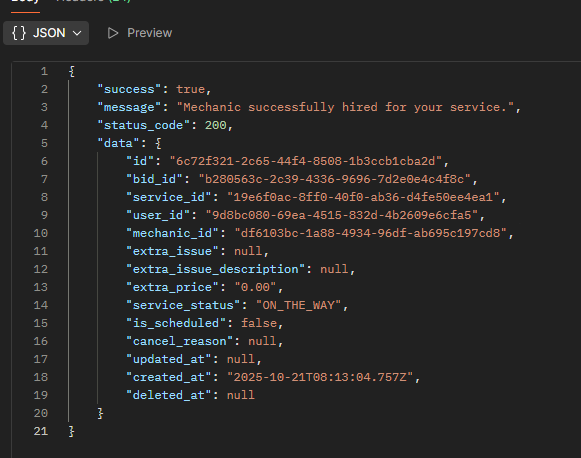 {} JSON Preview
1 {
2 "success": true,
3 "message": "Mechanic successfully hired for your service.",
4 "status_code": 200,
5 "data": {
6 "id": "6c72f321-2c65-44f4-8508-1b3ccb1cba2d",
7 "bid_id": "b280563c-2c39-4336-9696-7d2e0e4c4f8c",
8 "service_id": "19e6f0ac-8ff0-40f0-ab36-d4fe50ee4ea1",
9 "user_id": "9d8bc080-69ea-4515-832d-4b2609e6cfa5",
10 "mechanic_id": "df6103bc-1a88-4934-96df-ab695c197cd8",
11 "extra_issue": null,
12 "extra_issue_description": null,
13 "extra_price": "0.00",
14 "service_status": "ON_THE_WAY",
15 "is_scheduled": false,
16 "cancel_reason": null,
17 "updated_at": null,
18 "created_at": "2025-10-21T08:13:04.757Z",
19 "deleted_at": null
20 }
21 }